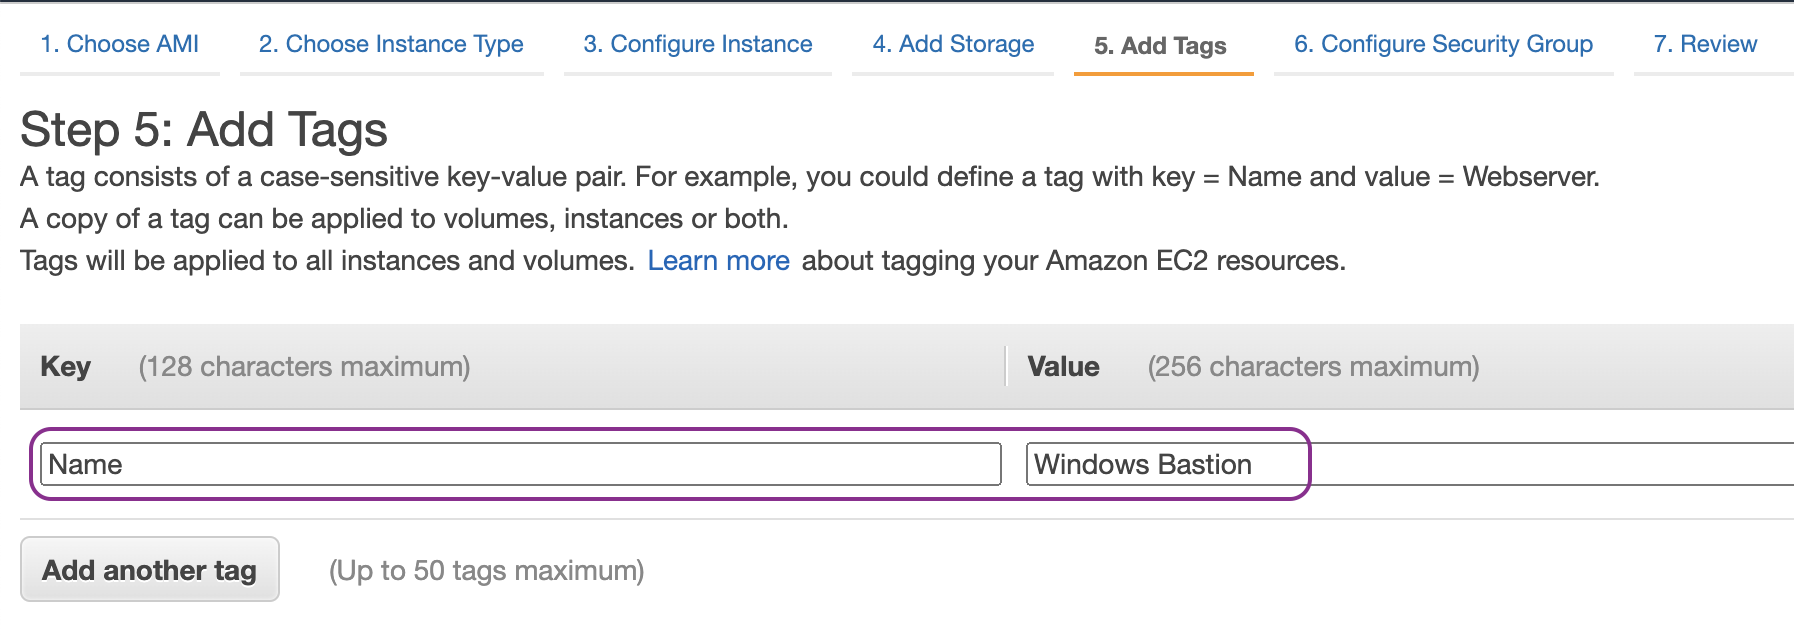 1. Choose AMI 2. Choose Instance Type 3. Configure Instance 4. Add Storage 5. Add Tags 6. Configure Security Group 7. Review
Step 5: Add Tags
A tag consists of a case-sensitive key-value pair. For example, you could define a tag with key = Name and value = Webserver.
A copy of a tag can be applied to volumes, instances or both.
Tags will be applied to all instances and volumes. Learn more about tagging your Amazon EC2 resources.
Key (128 characters maximum) Value (256 characters maximum)
Name Windows Bastion
Add another tag (Up to 50 tags maximum)